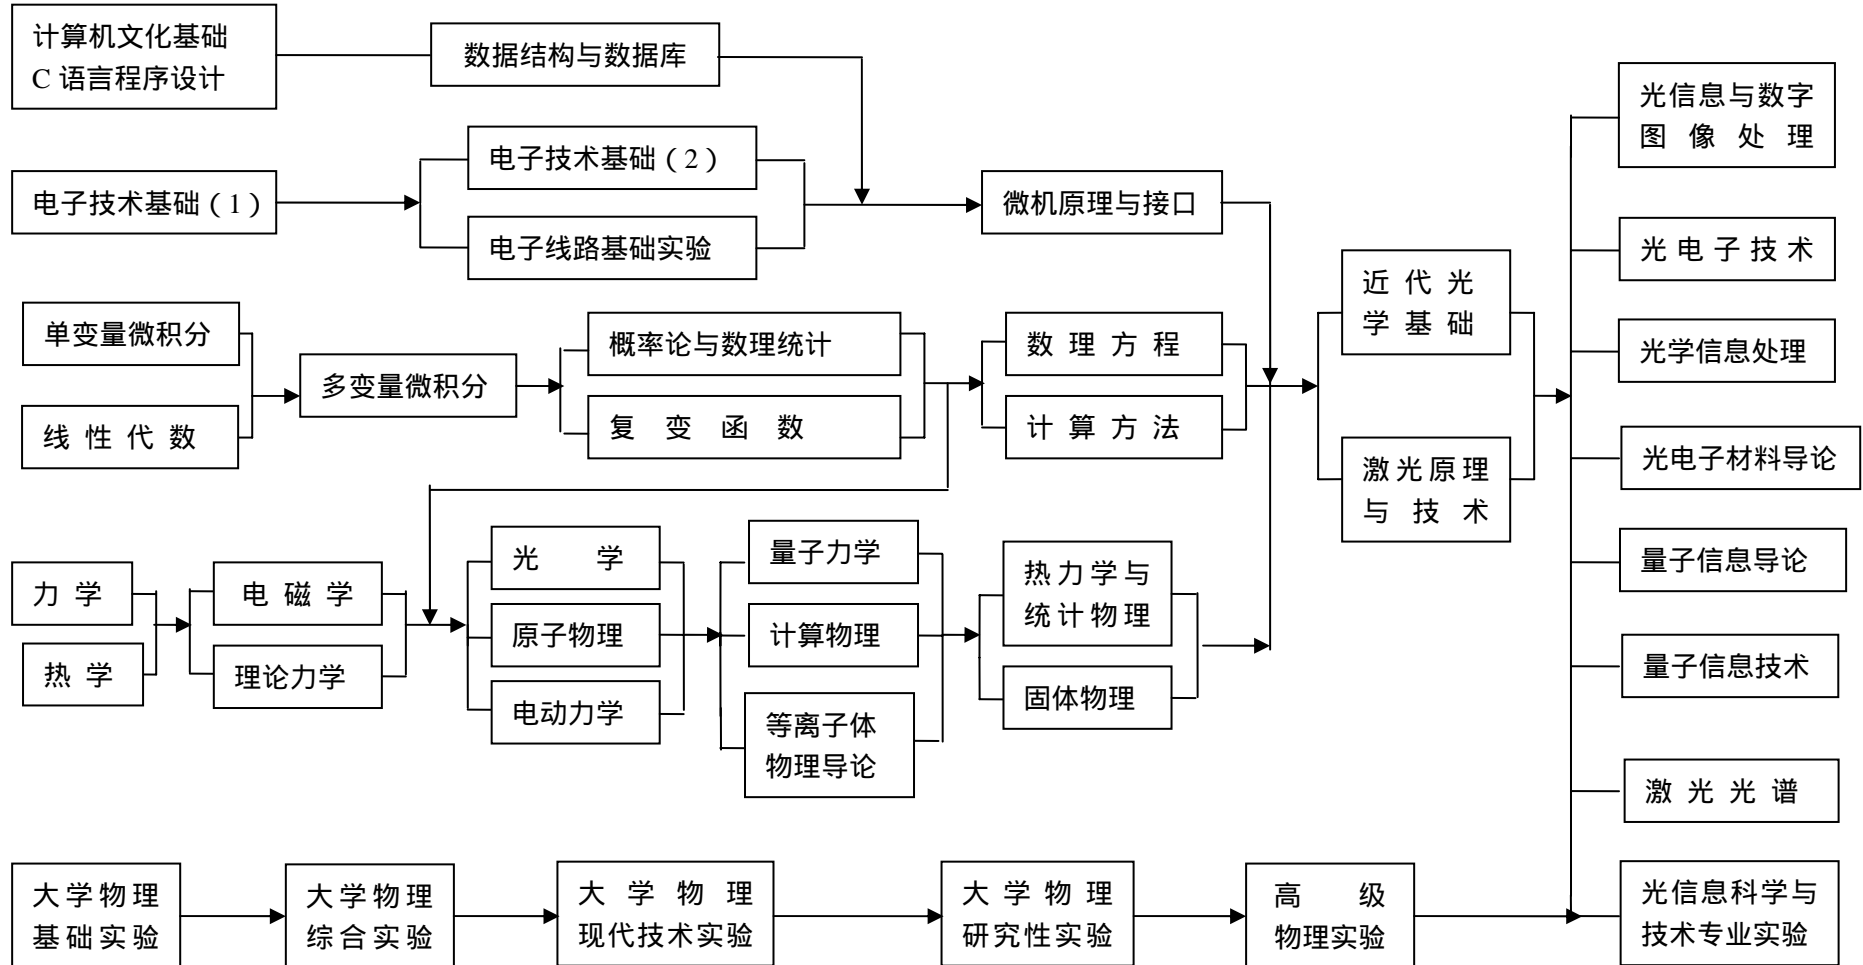 计算机文化基础
C 语言程序设计
数据结构与数据库
光信息与数字
图像处理
电子技术基础（2）
电子技术基础（1）
微机原理与接口
电子线路基础实验
光电子技术
近代光
学基础
单变量微积分
概率论与数理统计
数理方程
光学信息处理
多变量微积分
线性代数
复变函数
计算方法
光电子材料导论
激光原理
与技术
光学
量子力学
量子信息导论
热力学与
统计物理
力学
电磁学
原子物理
计算物理
热学
理论力学
量子信息技术
固体物理
电动力学
等离子体
物理导论
激光光谱
大学物理
基础实验
大学物理
综合实验
大学物理
现代技术实验
大学物理
研究性实验
高级
物理实验
光信息科学与
技术专业实验